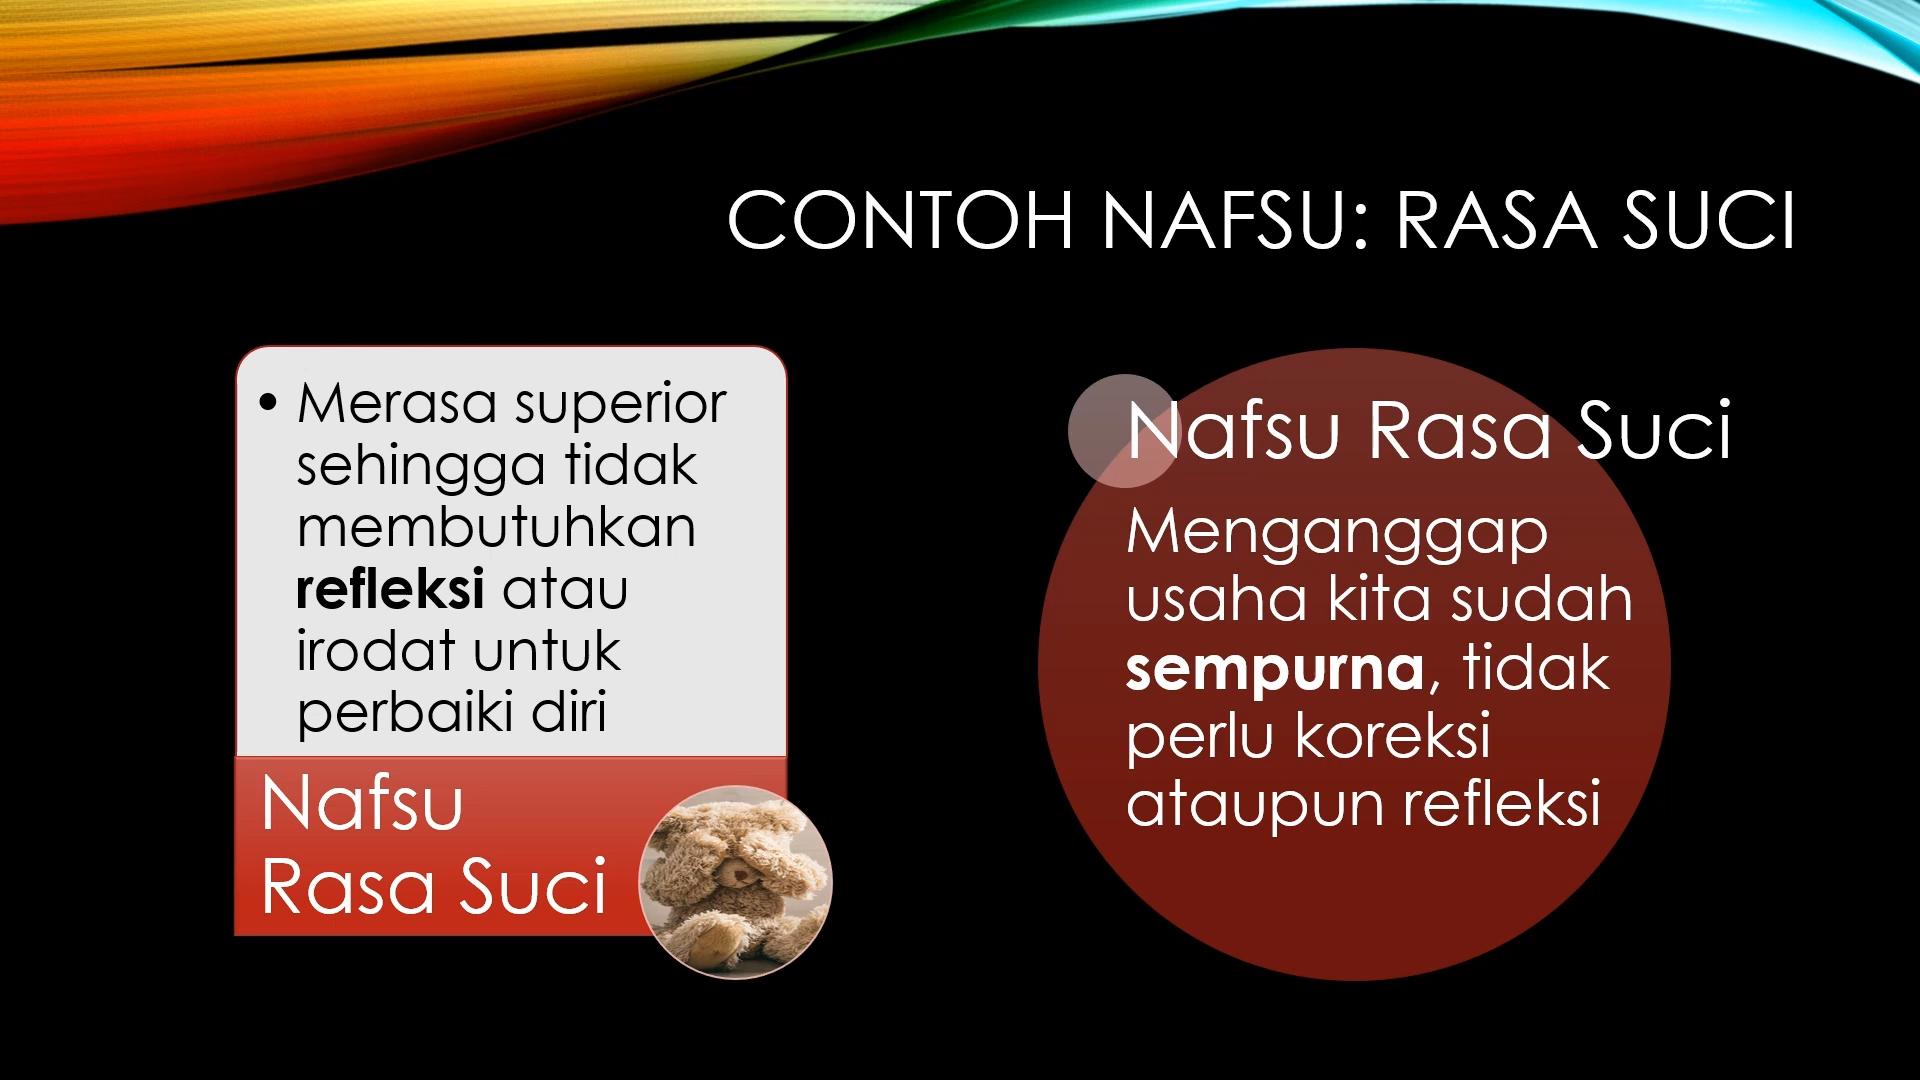 CONTOH NAFSU: RASA SUCI
• Merasa superior
sehingga tidak
membutuhkan
refleksi atau
irodat untuk
perbaiki diri
Nafsu
Rasa Suci
Nafsu Rasa Suci
Menganggap
usaha kita sudah
sempurna, tidak
perlu koreksi
ataupun refleksi